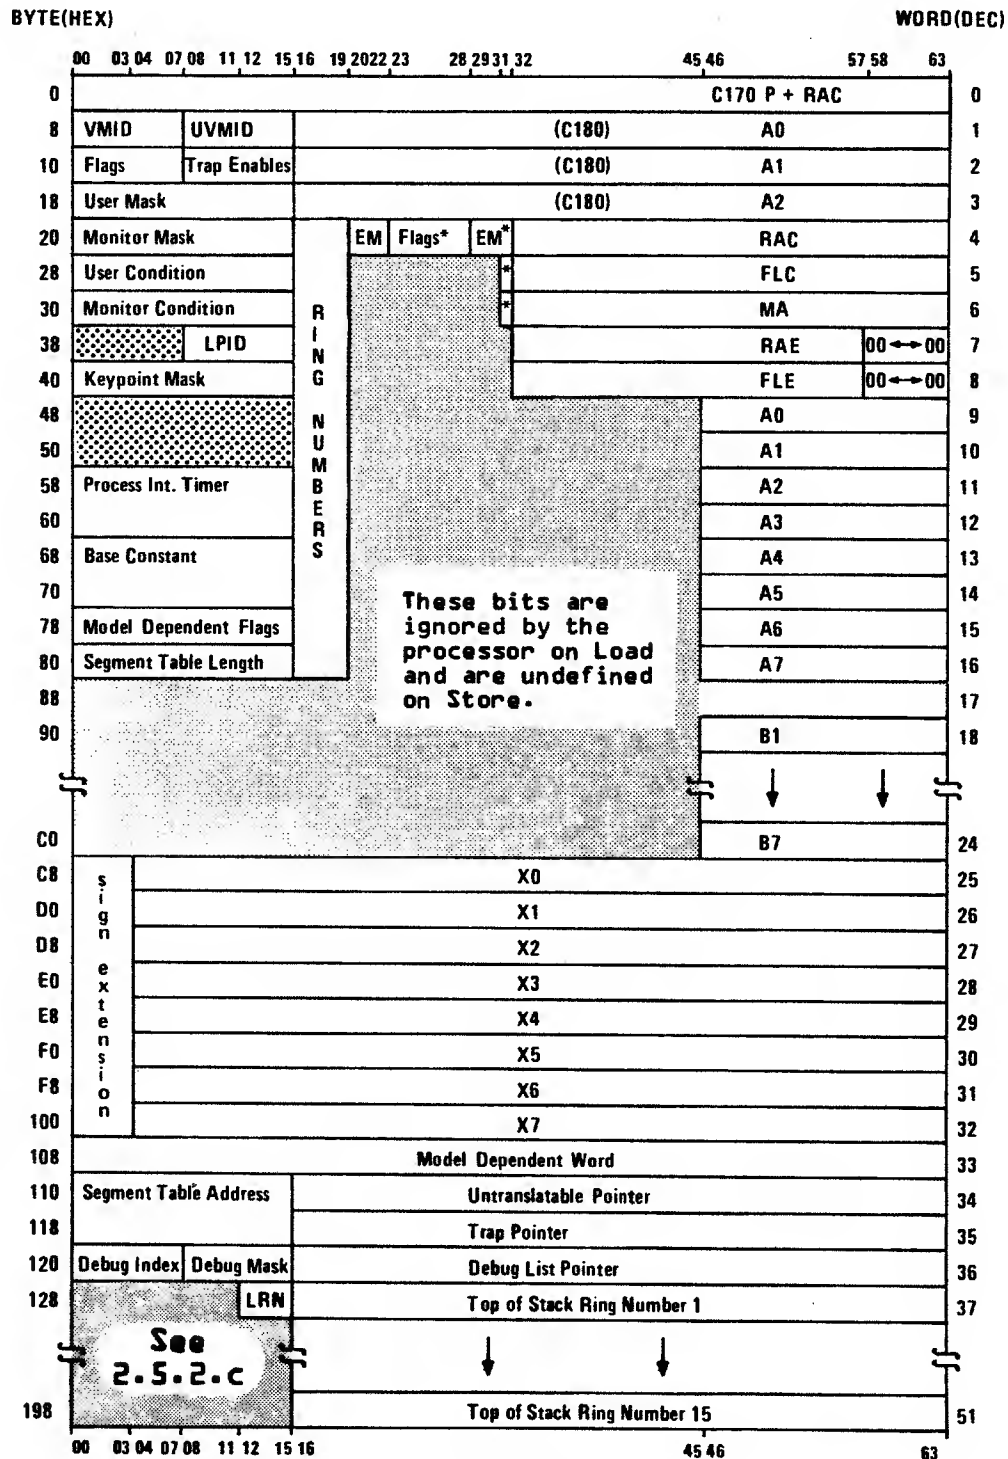 BYTE(HEX) WORD(DEC)
00 03 04 07 08 11 12 15 16 19 20 22 23 28 29 31 32 45 46 57 58 63
0 C170 P + RAC 0
8 VMID UVMID (C180) A0 1
10 Flags Trap Enables (C180) A1 2
18 User Mask (C180) A2 3
20 Monitor Mask EM Flags* EM* RAC 4
28 User Condition * FLC 5
30 Monitor Condition * MA 6
38 LPID RAE 00↔00 7
40 Keypoint Mask FLE 00↔00 8
RING NUMBERS
48 A0 9
50 A1 10
58 Process Int. Timer A2 11
60 A3 12
68 Base Constant A4 13
70 A5 14
78 Model Dependent Flags A6 15
80 Segment Table Length A7 16
These bits are
ignored by the
processor on Load
and are undefined
on Store.
88 17
90 B1 18
C0 B7 24
sign extension
C8 X0 25
D0 X1 26
D8 X2 27
E0 X3 28
E8 X4 29
F0 X5 30
F8 X6 31
100 X7 32
108 Model Dependent Word 33
110 Segment Table Address Untranslatable Pointer 34
118 Trap Pointer 35
120 Debug Index Debug Mask Debug List Pointer 36
128 LRN Top of Stack Ring Number 1 37
See
2.5.2.c
198 Top of Stack Ring Number 15 51
00 03 04 07 08 11 12 15 16 45 46 63